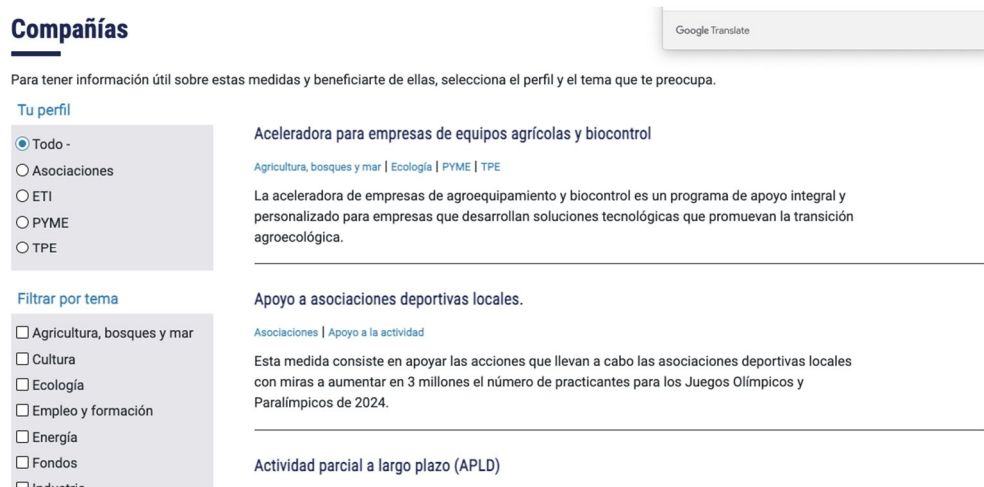 Compañías
Google Translate
Para tener información útil sobre estas medidas y beneficiarte de ellas, selecciona el perfil y el tema que te preocupa.
Tu perfil
Todo -
Asociaciones
ETI
PYME
TPE
Filtrar por tema
Agricultura, bosques y mar
Cultura
Ecología
Empleo y formación
Energía
Fondos
Aceleradora para empresas de equipos agrícolas y biocontrol
Agricultura, bosques y mar | Ecología | PYME | TPE
La aceleradora de empresas de agroequipamiento y biocontrol es un programa de apoyo integral y
personalizado para empresas que desarrollan soluciones tecnológicas que promuevan la transición
agroecológica.
Apoyo a asociaciones deportivas locales.
Asociaciones | Apoyo a la actividad
Esta medida consiste en apoyar las acciones que llevan a cabo las asociaciones deportivas locales
con miras a aumentar en 3 millones el número de practicantes para los Juegos Olímpicos y
Paralímpicos de 2024.
Actividad parcial a largo plazo (APLD)